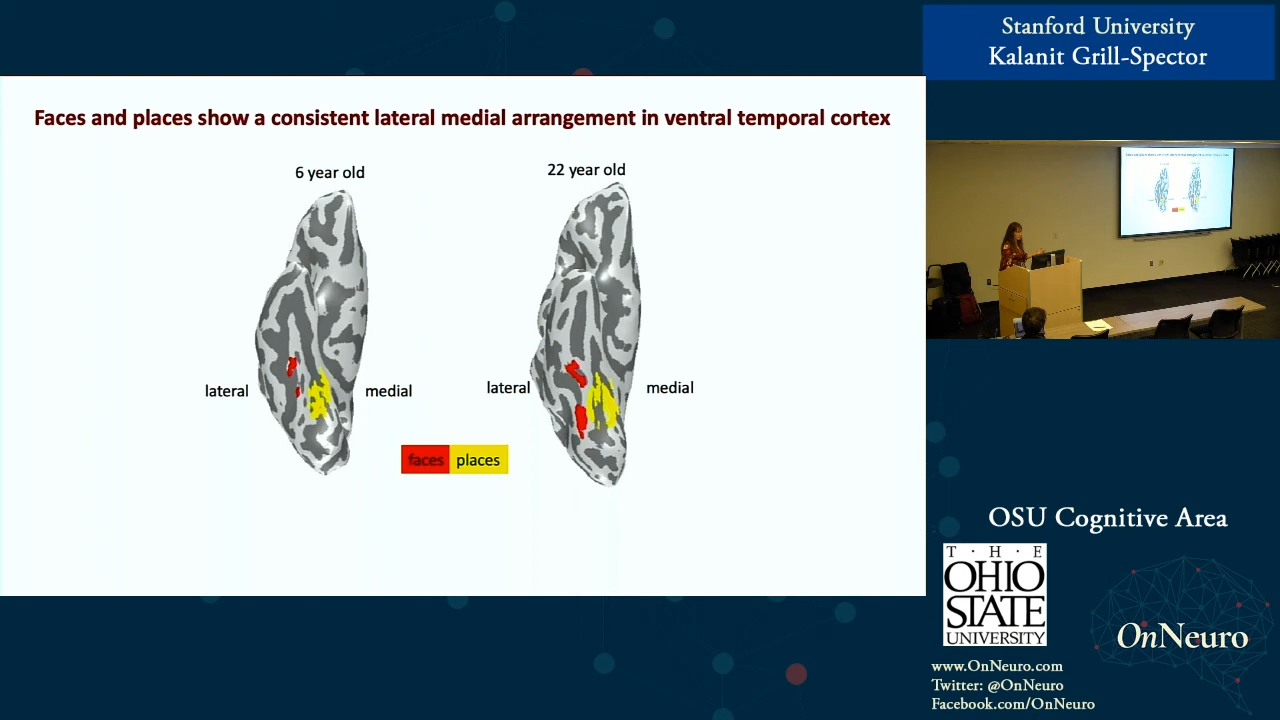 Stanford University
Kalanit Grill-Spector
Faces and places show a consistent lateral medial arrangement in ventral temporal cortex
6 year old
22 year old
lateral
medial
lateral
medial
faces places
OSU Cognitive Area
T · H · E
OHIO
STATE
UNIVERSITY
OnNeuro
www.OnNeuro.com
Twitter: @OnNeuro
Facebook.com/OnNeuro